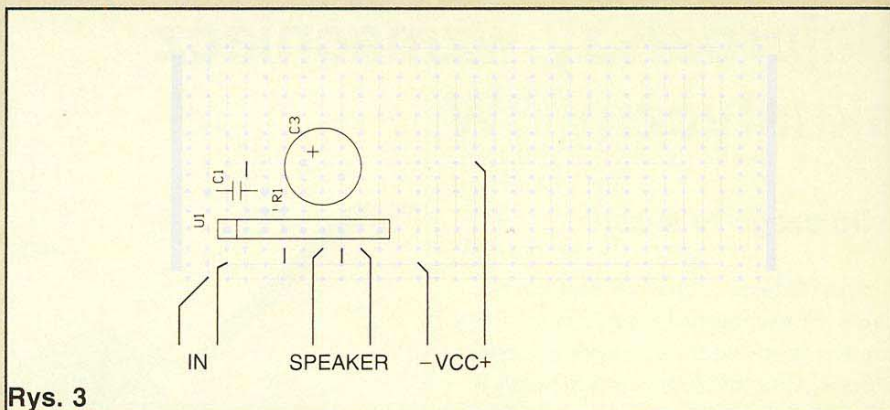 C3
+
C1
R1
U1
IN
SPEAKER
−VCC+
Rys. 3